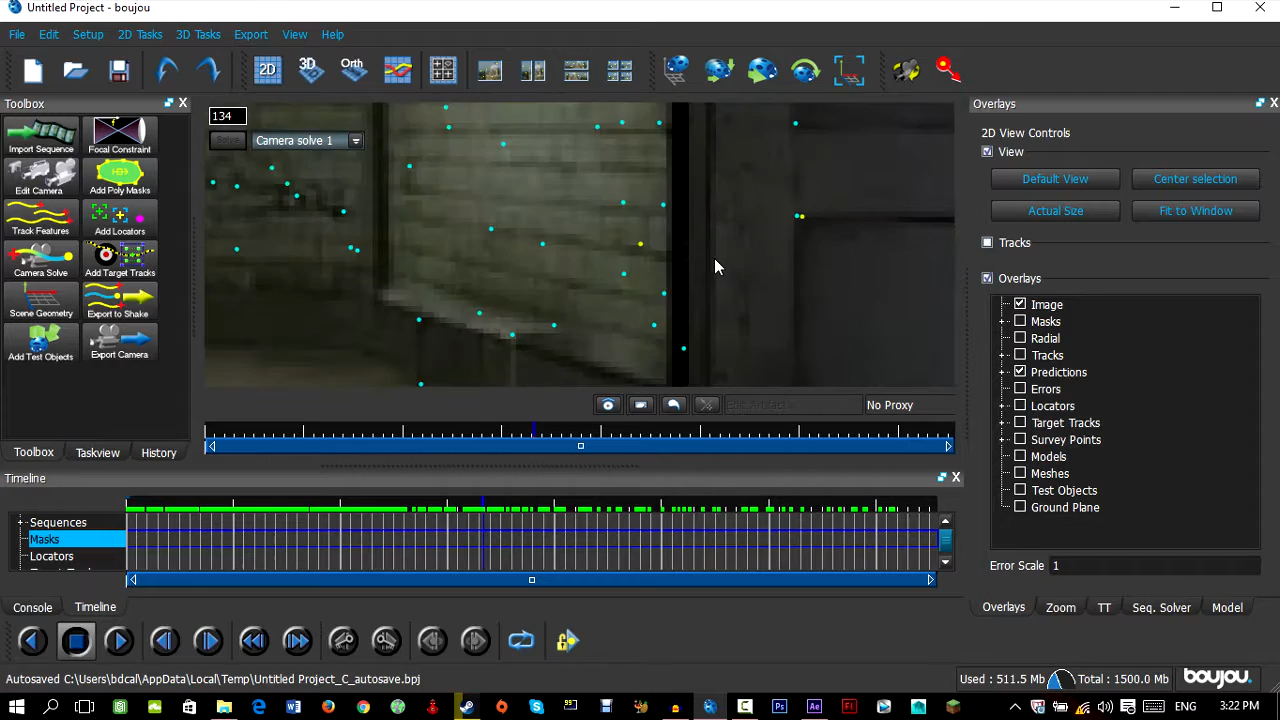 Untitled Project - boujou
File Edit Setup 2D Tasks 3D Tasks Export View Help
2D 3D Orth
Toolbox
Import Sequence Focal Constraint
Edit Camera Add Poly Masks
Track Features Add Locators
Camera Solve Add Target Tracks
Scene Geometry Export to Shake
Add Test Objects Export Camera
Toolbox Taskview History
134
Solve Camera solve 1
No Proxy
Overlays
2D View Controls
View
Default View Center selection
Actual Size Fit to Window
Tracks
Overlays
Image
Masks
Radial
Tracks
Predictions
Errors
Locators
Target Tracks
Survey Points
Models
Meshes
Test Objects
Ground Plane
Error Scale 1
Overlays Zoom TT Seq. Solver Model
Timeline
Sequences
Masks
Locators
Console Timeline
Autosaved C:\Users\bdcal\AppData\Local\Temp\Untitled Project_C_autosave.bpj
Used : 511.5 Mb Total : 1500.0 Mb
boujou.
ENG 3:22 PM